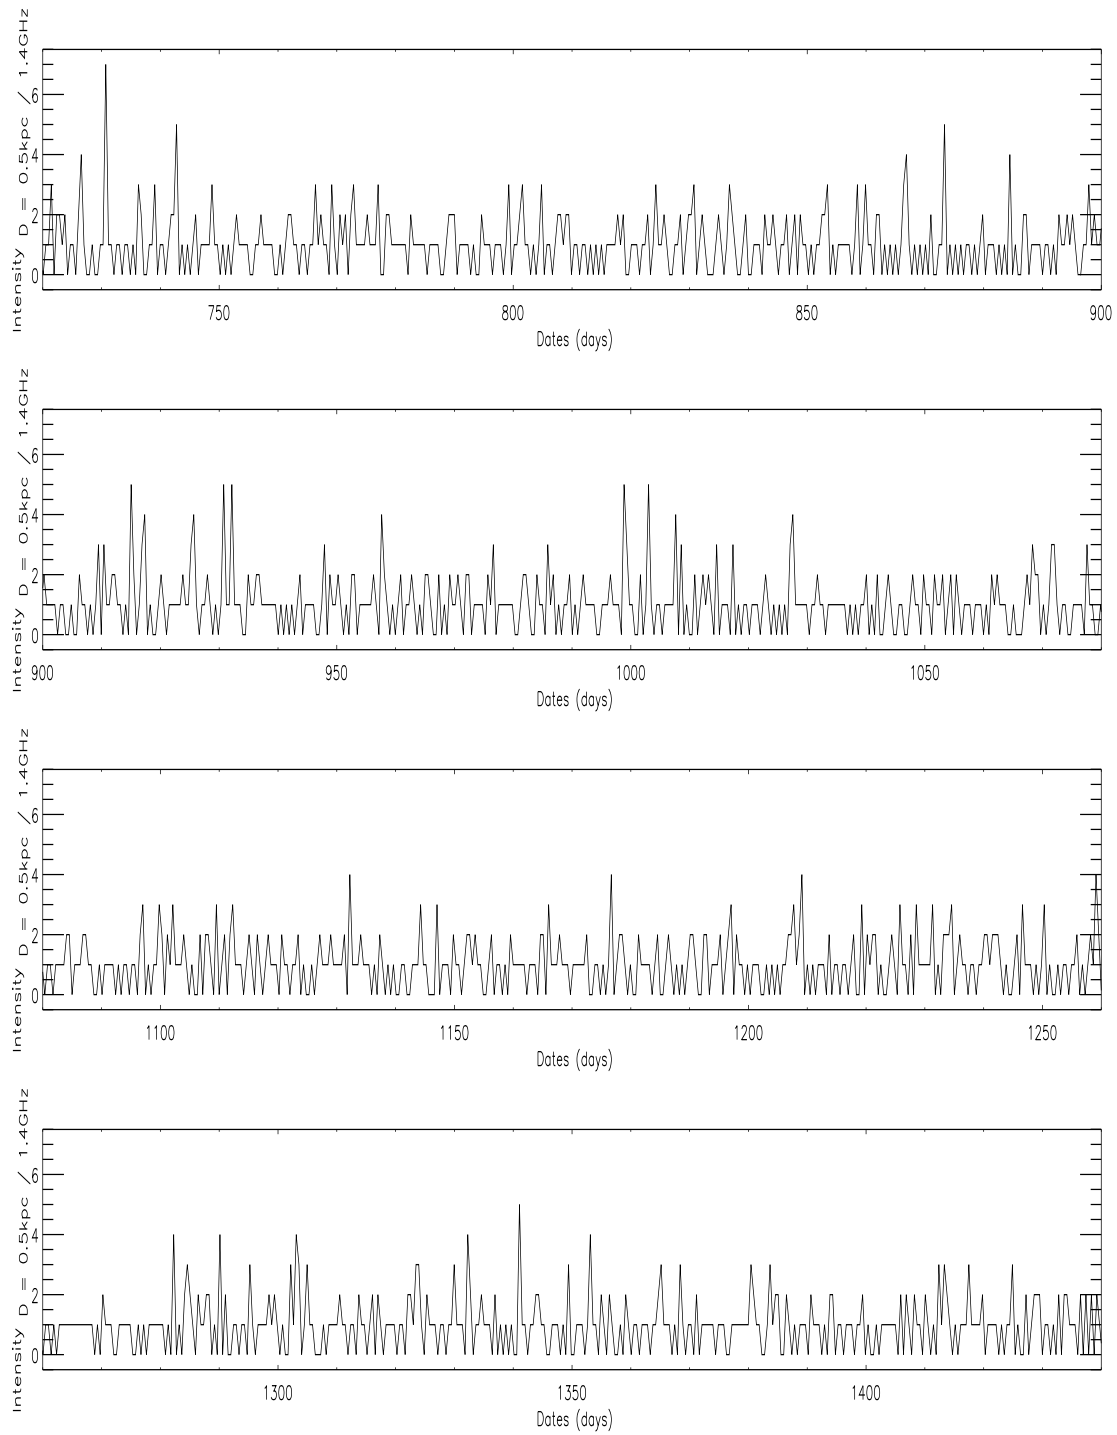 Intensity D = 0.5kpc / 1.4GHz
6
4
2
0
750 800 850 900
Dates (days)
Intensity D = 0.5kpc / 1.4GHz
6
4
2
0
900 950 1000 1050
Dates (days)
Intensity D = 0.5kpc / 1.4GHz
6
4
2
0
1100 1150 1200 1250
Dates (days)
Intensity D = 0.5kpc / 1.4GHz
6
4
2
0
1300 1350 1400
Dates (days)